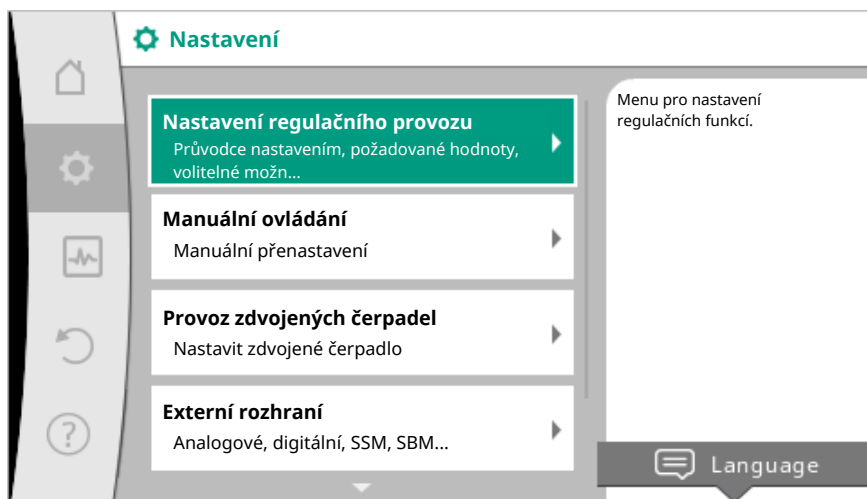 Nastavení
Nastavení regulačního provozu
Průvodce nastavením, požadované hodnoty,
volitelné možn...
Manuální ovládání
Manuální přenastavení
Provoz zdvojených čerpadel
Nastavit zdvojené čerpadlo
Externí rozhraní
Analogové, digitální, SSM, SBM...
Menu pro nastavení
regulačních funkcí.
Language